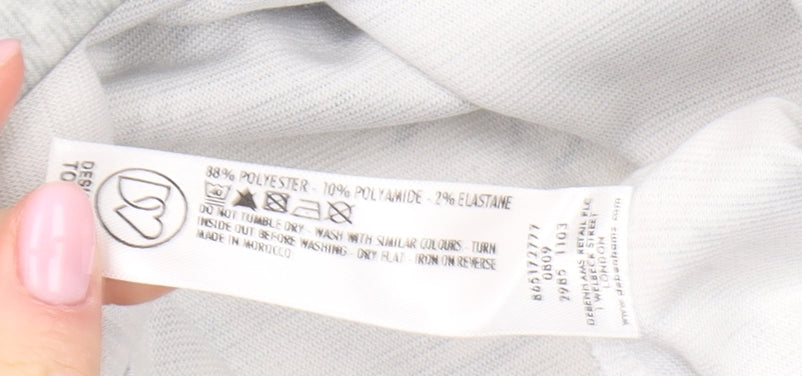 88% POLYESTER - 10% POLYAMIDE - 2% ELASTANE
40
DO NOT TUMBLE DRY - WASH WITH SIMILAR COLOURS - TURN
INSIDE OUT BEFORE WASHING - DRY FLAT - IRON ON REVERSE
MADE IN MOROCCO
865172777
0809
2985 1103
DEBENHAMS RETAIL PLC
1 WELBECK STREET
LONDON
www.debenhams.com